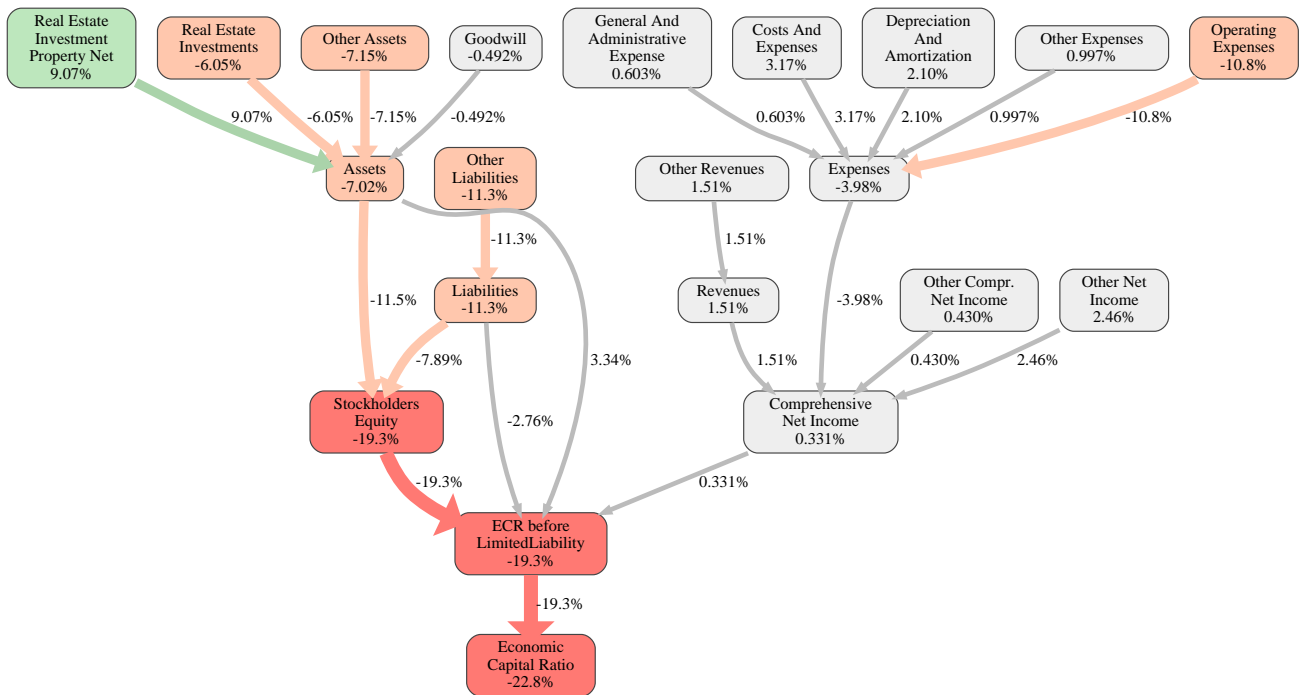 Real Estate
Investment
Property Net
9.07%
Real Estate
Investments
-6.05%
Other Assets
-7.15%
Goodwill
-0.492%
General And
Administrative
Expense
0.603%
Costs And
Expenses
3.17%
Depreciation
And
Amortization
2.10%
Other Expenses
0.997%
Operating
Expenses
-10.8%
9.07%
-6.05%
-7.15%
-0.492%
0.603%
3.17%
2.10%
0.997%
-10.8%
Assets
-7.02%
Other
Liabilities
-11.3%
Other Revenues
1.51%
Expenses
-3.98%
-11.3%
1.51%
Liabilities
-11.3%
Revenues
1.51%
Other Compr.
Net Income
0.430%
Other Net
Income
2.46%
-11.5%
-3.98%
-7.89%
3.34%
1.51%
0.430%
2.46%
Stockholders
Equity
-19.3%
-2.76%
Comprehensive
Net Income
0.331%
-19.3%
0.331%
ECR before
LimitedLiability
-19.3%
-19.3%
Economic
Capital Ratio
-22.8%